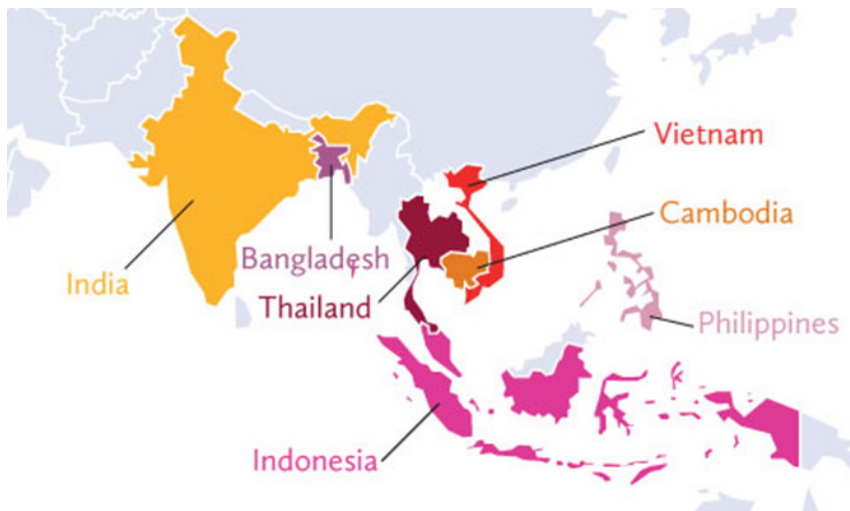 Vietnam
Cambodia
Bangladesh
India
Thailand
Philippines
Indonesia